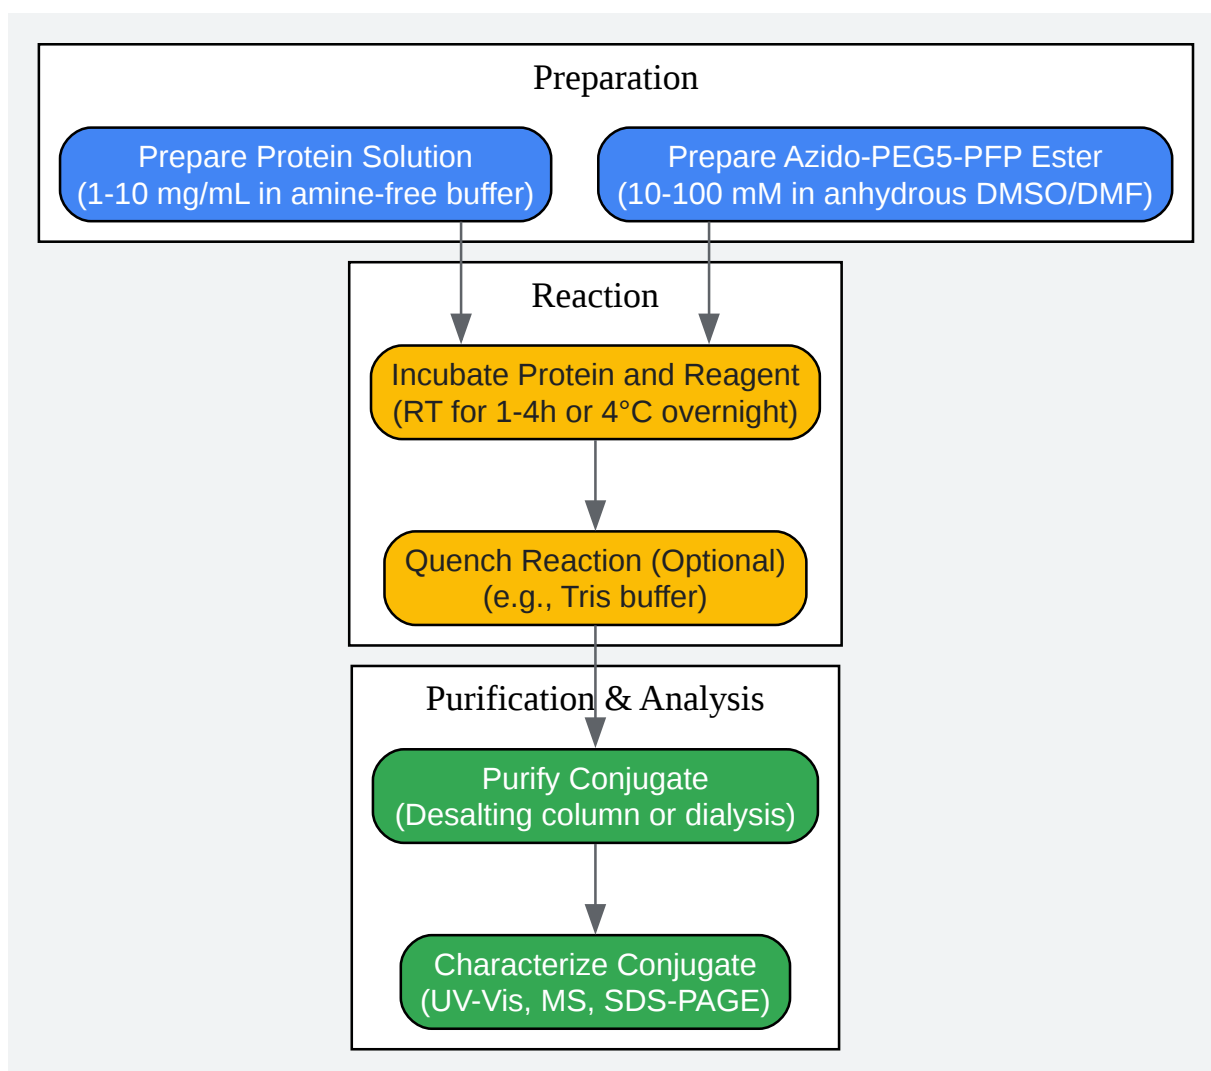 Preparation
Prepare Protein Solution
(1-10 mg/mL in amine-free buffer)
Prepare Azido-PEG5-PFP Ester
(10-100 mM in anhydrous DMSO/DMF)
Reaction
Incubate Protein and Reagent
(RT for 1-4h or 4°C overnight)
Quench Reaction (Optional)
(e.g., Tris buffer)
Purification & Analysis
Purify Conjugate
(Desalting column or dialysis)
Characterize Conjugate
(UV-Vis, MS, SDS-PAGE)